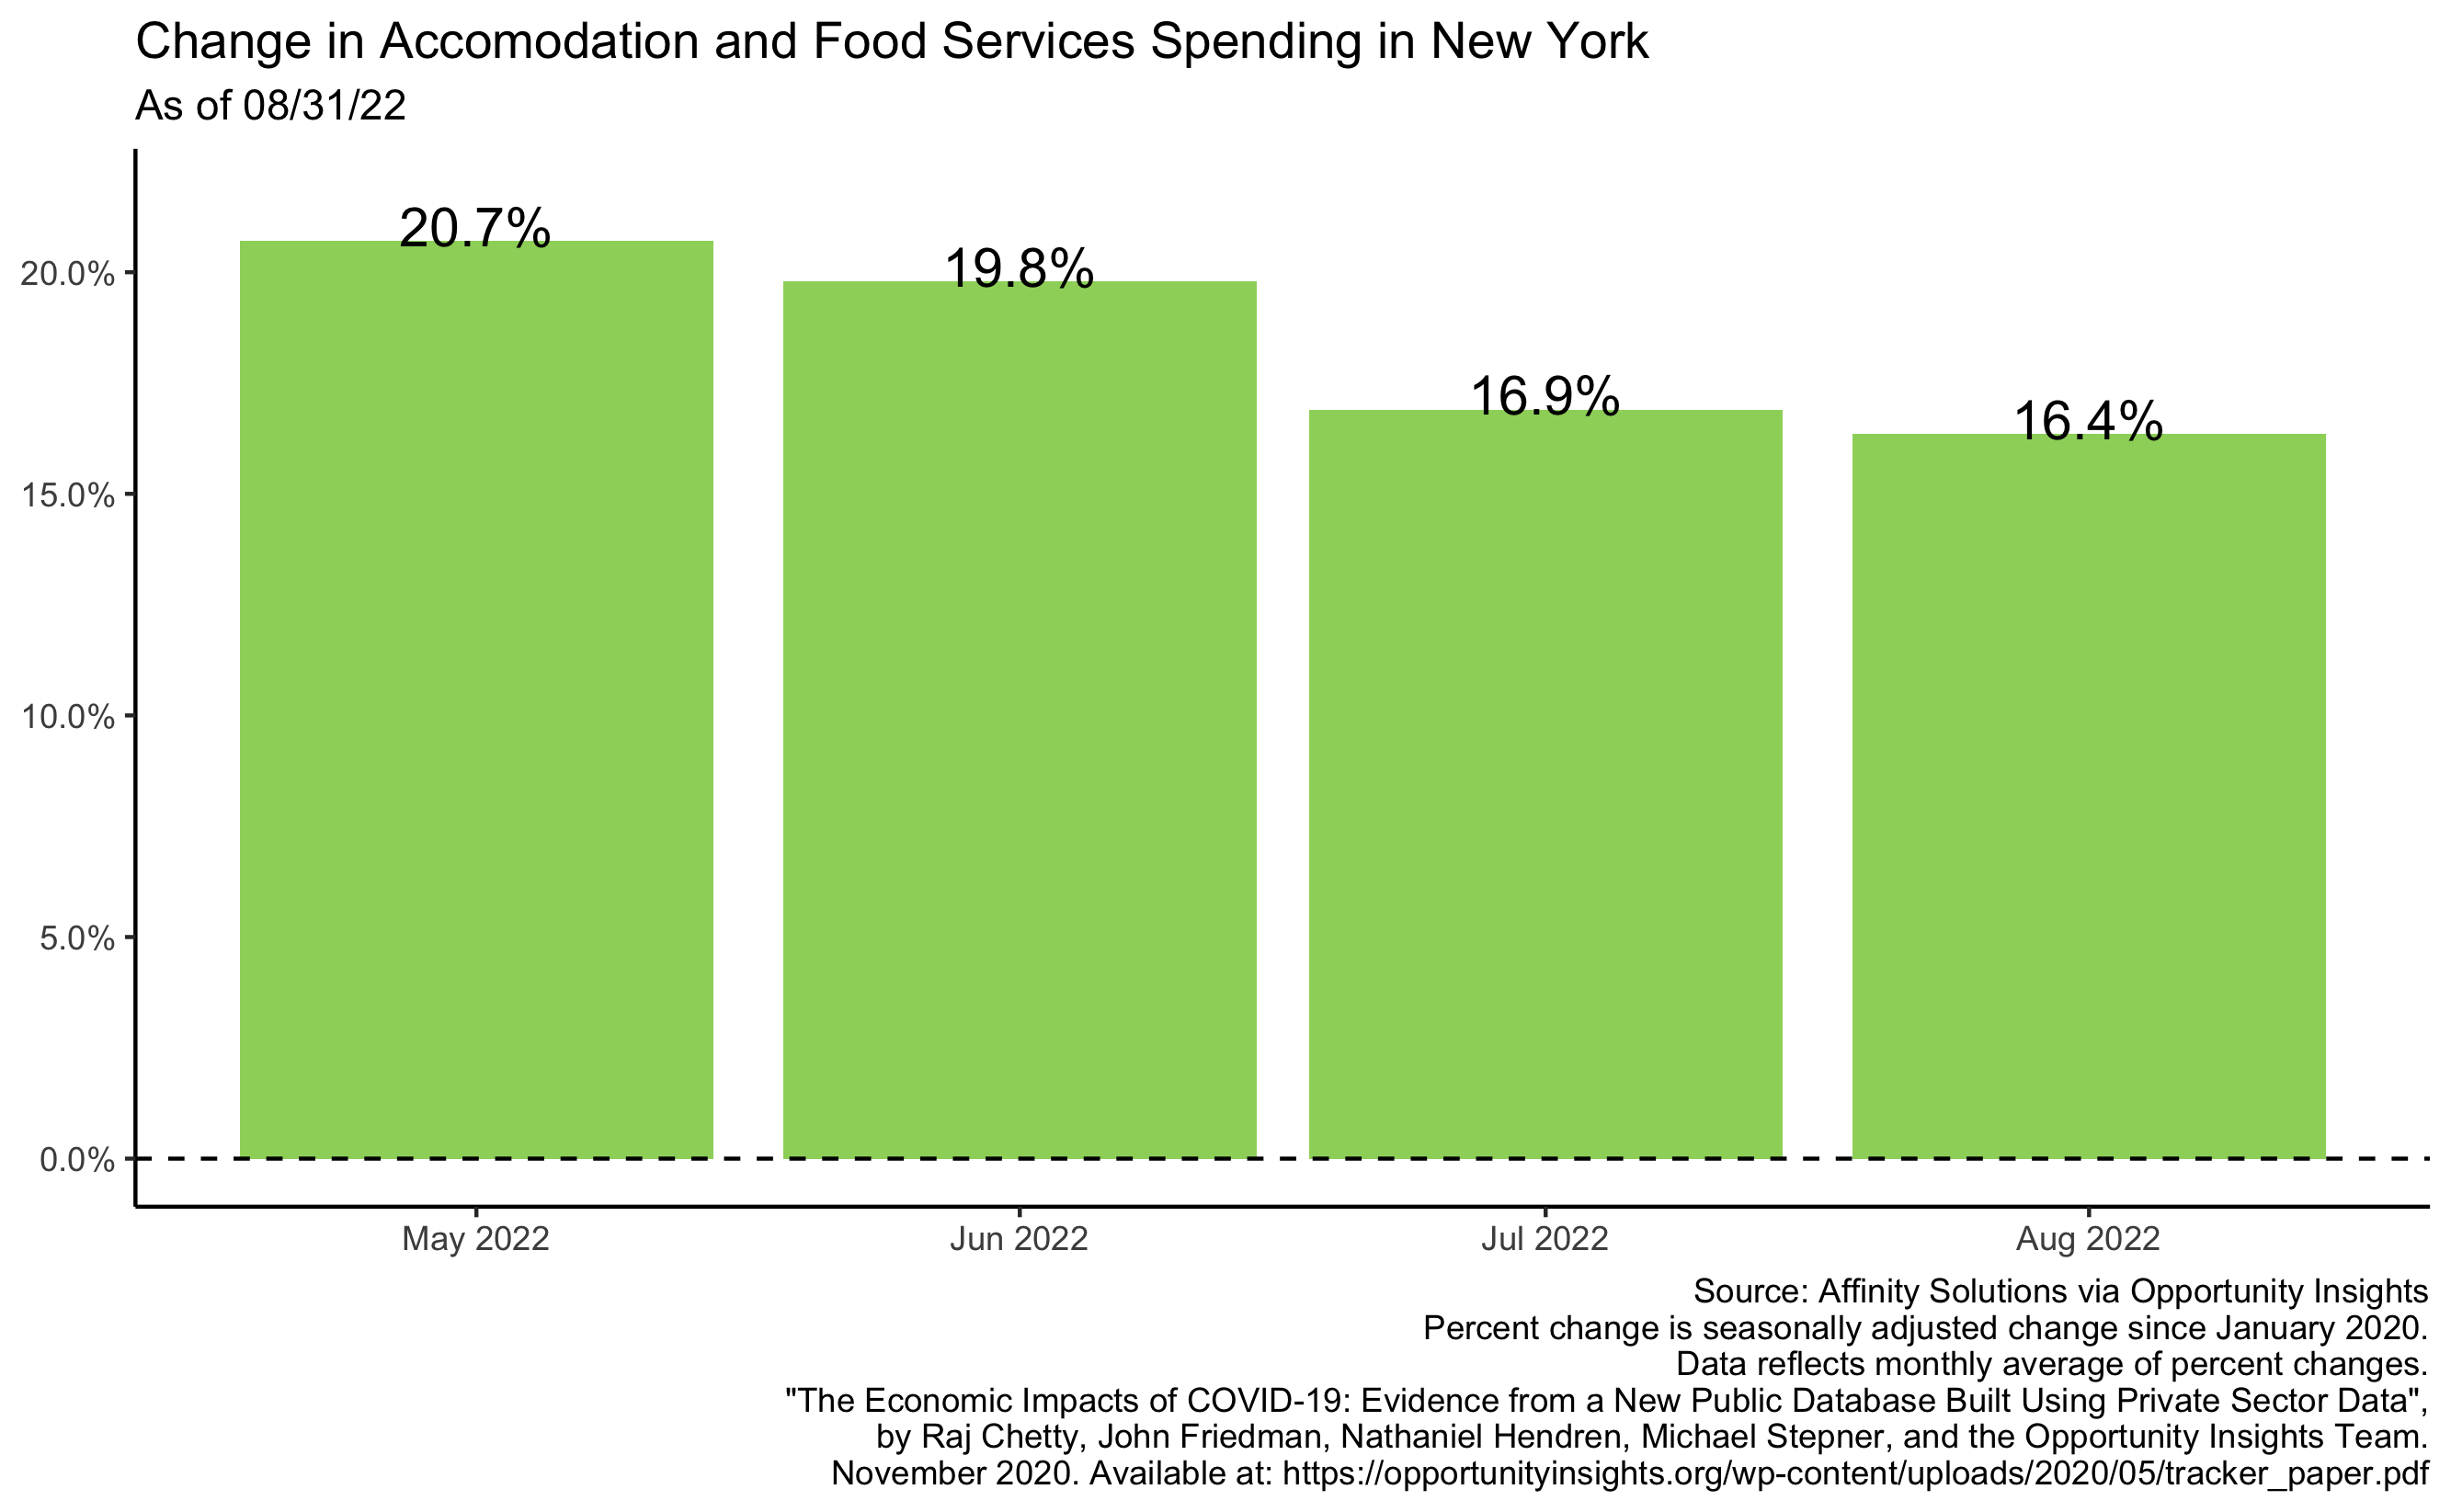 Change in Accomodation and Food Services Spending in New York
As of 08/31/22
20.7%
19.8%
16.9%
16.4%
20.0%
15.0%
10.0%
5.0%
0.0%
May 2022
Jun 2022
Jul 2022
Aug 2022
Source: Affinity Solutions via Opportunity Insights
Percent change is seasonally adjusted change since January 2020.
Data reflects monthly average of percent changes.
"The Economic Impacts of COVID-19: Evidence from a New Public Database Built Using Private Sector Data",
by Raj Chetty, John Friedman, Nathaniel Hendren, Michael Stepner, and the Opportunity Insights Team.
November 2020. Available at: https://opportunityinsights.org/wp-content/uploads/2020/05/tracker_paper.pdf